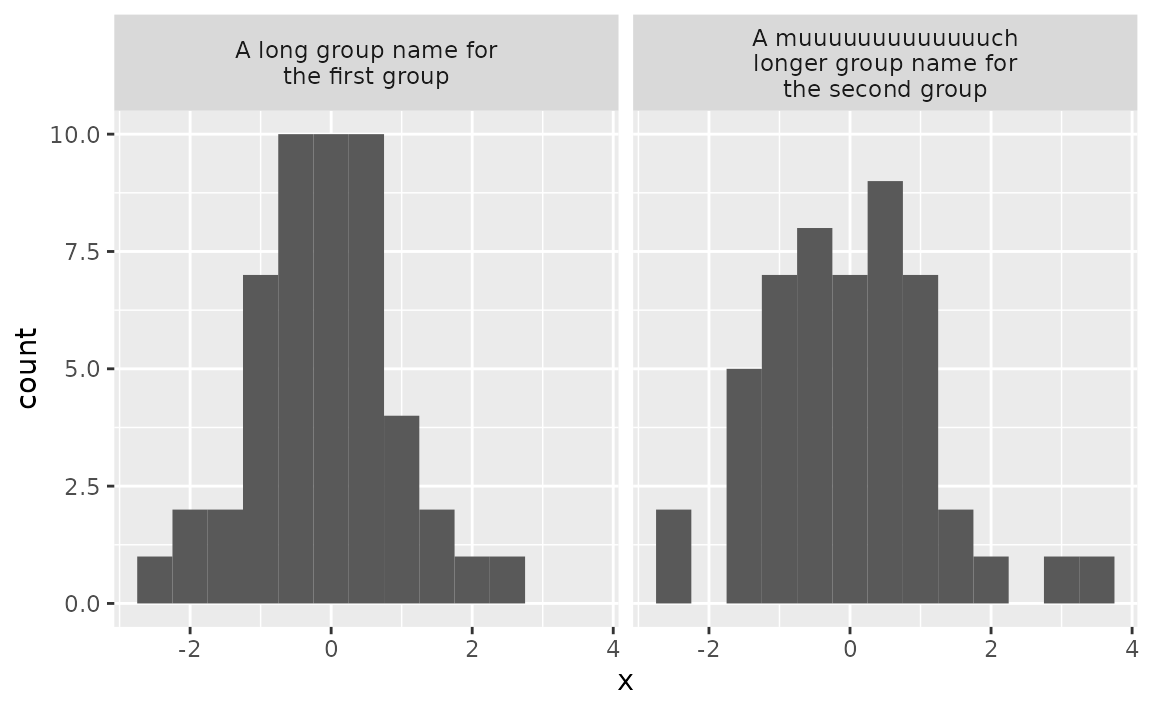 A long group name for
the first group
A muuuuuuuuuuuuuch
longer group name for
the second group
count
10.0
7.5
5.0
2.5
0.0
-2 0 2 4
-2 0 2 4
x